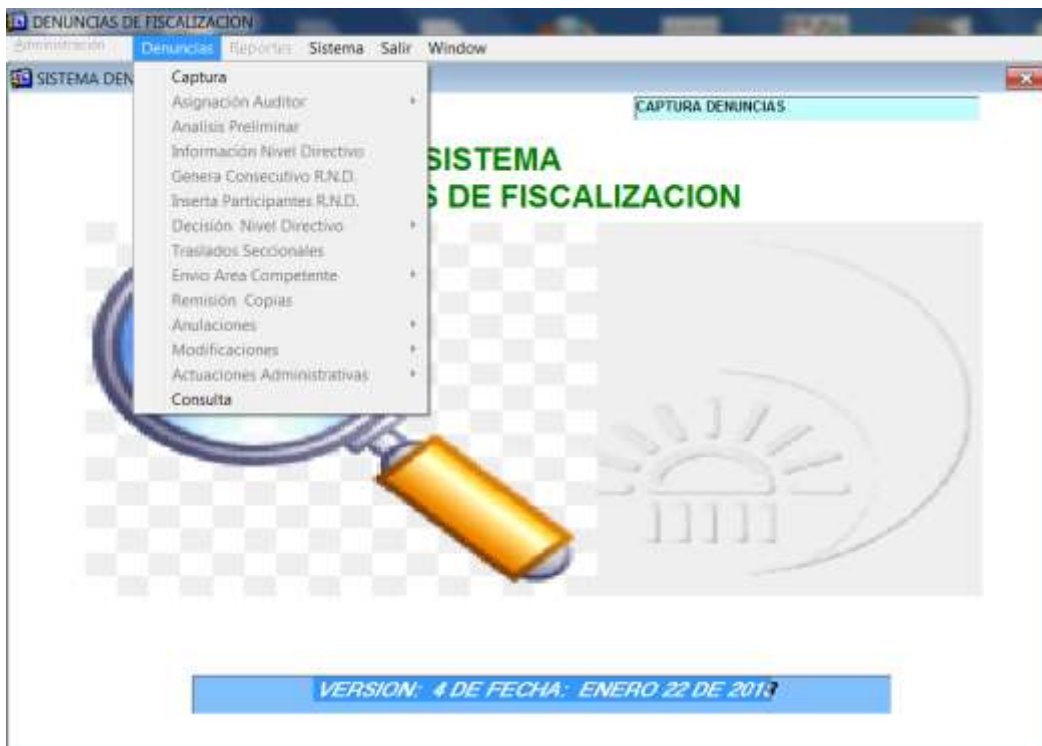 DENUNCIAS DE FISCALIZACION
Administración Denuncias Reportes Sistema Salir Window
SISTEMA DEN
Captura
CAPTURA DENUNCIAS
Asignación Auditor
Analisis Preliminar
Información Nivel Directivo
Genera Consecutivo R.N.D.
Inserta Participantes R.N.D.
Decisión Nivel Directivo
Traslados Seccionales
Envio Area Competente
Remisión Copias
Anulaciones
Modificaciones
Actuaciones Administrativas
Consulta
SISTEMA
S DE FISCALIZACION
VERSION: 4 DE FECHA: ENERO 22 DE 2013